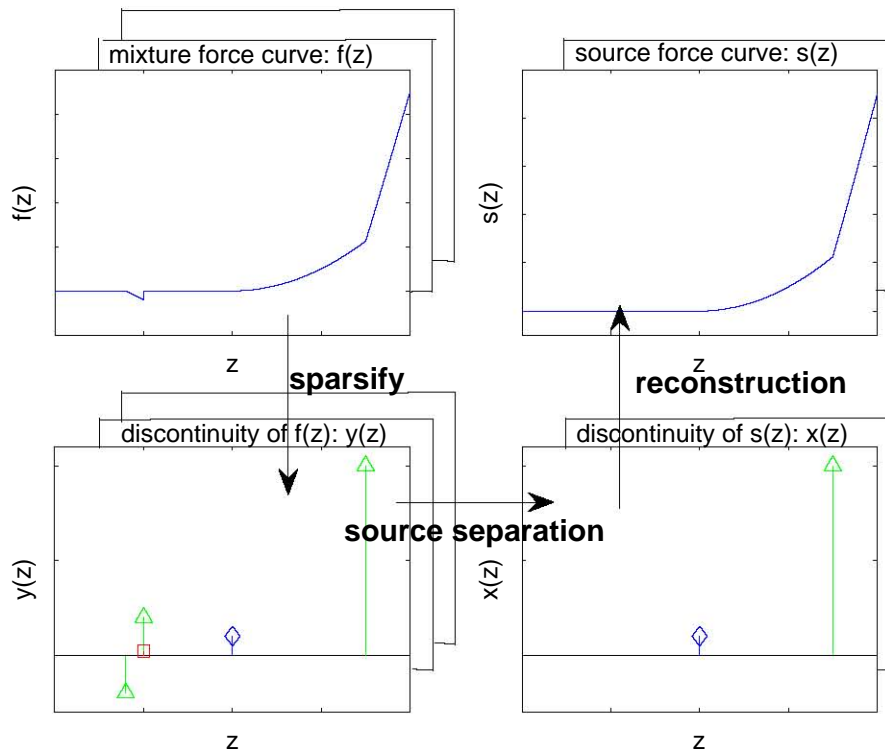 mixture force curve: f(z)
source force curve: s(z)
f(z)
s(z)
z
z
sparsify
reconstruction
discontinuity of f(z): y(z)
discontinuity of s(z): x(z)
source separation
y(z)
x(z)
z
z